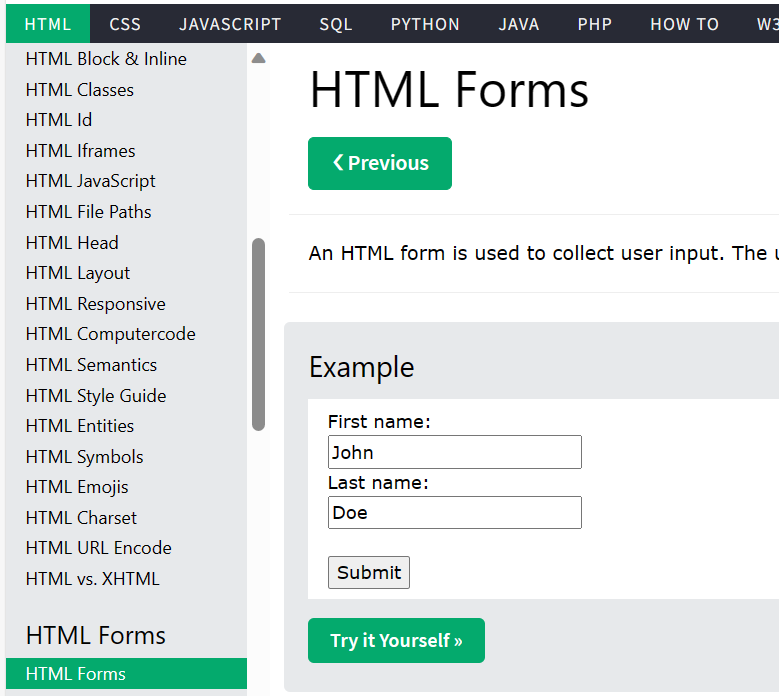 HTML CSS JAVASCRIPT SQL PYTHON JAVA PHP HOW TO W3
HTML Block & Inline
HTML Classes
HTML Id
HTML Iframes
HTML JavaScript
HTML File Paths
HTML Head
HTML Layout
HTML Responsive
HTML Computercode
HTML Semantics
HTML Style Guide
HTML Entities
HTML Symbols
HTML Emojis
HTML Charset
HTML URL Encode
HTML vs. XHTML
HTML Forms
HTML Forms
HTML Forms
❮ Previous
An HTML form is used to collect user input. The
Example
First name:
John
Last name:
Doe
Submit
Try it Yourself »